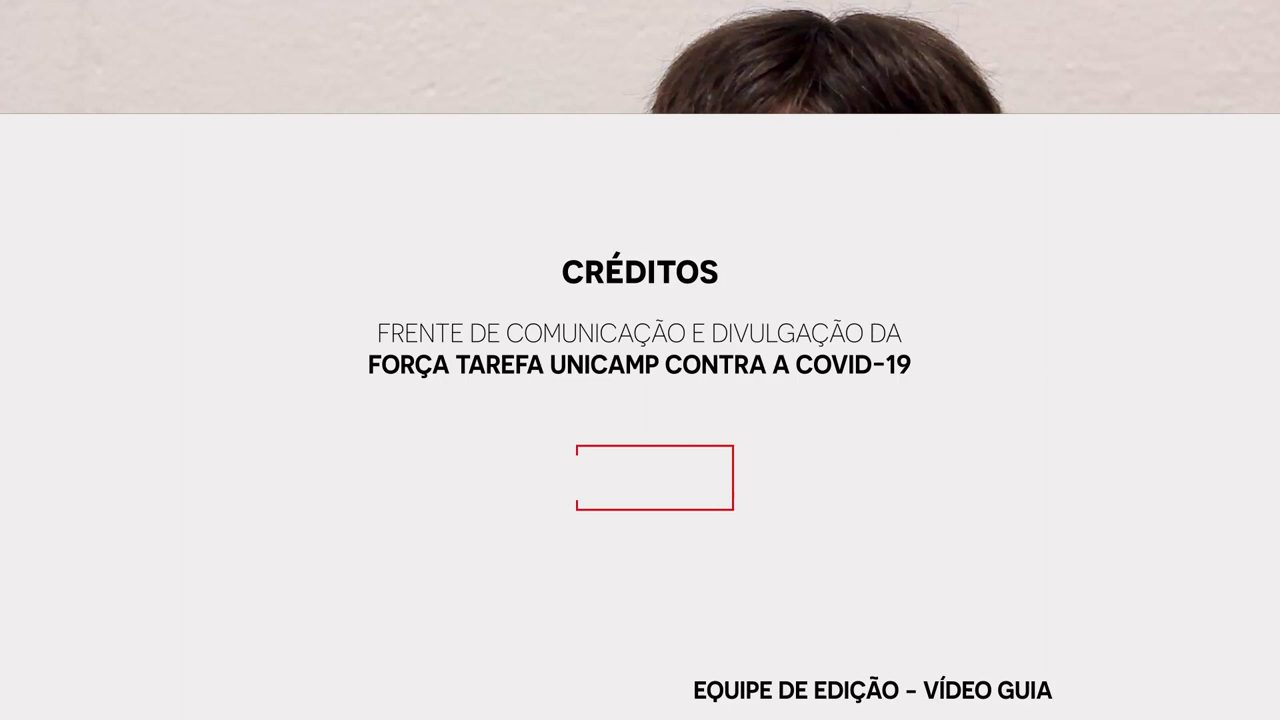 CRÉDITOS
FRENTE DE COMUNICAÇÃO E DIVULGAÇÃO DA
FORÇA TAREFA UNICAMP CONTRA A COVID-19
EQUIPE DE EDIÇÃO - VÍDEO GUIA